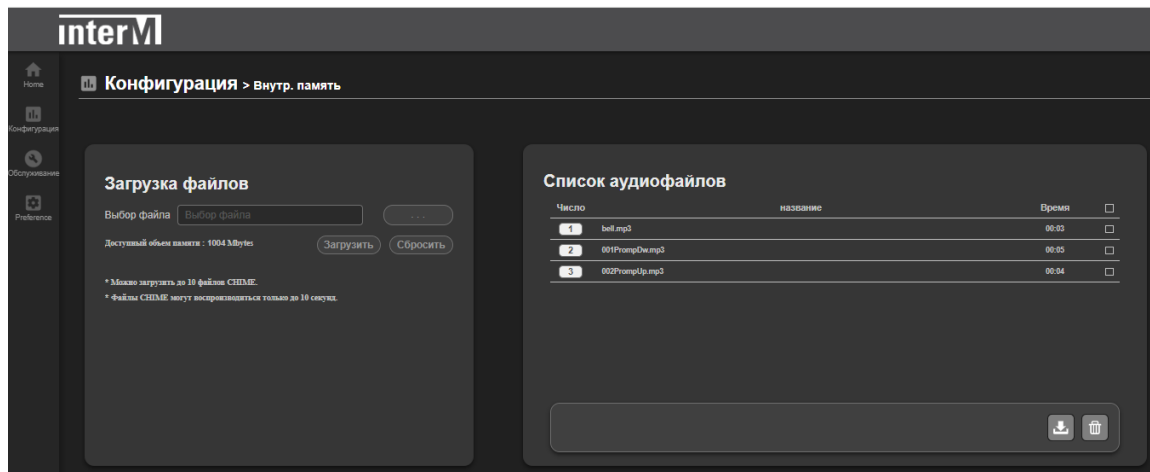 interM
Home
Конфигурация
Обслуживание
Preference
Конфигурация > Внутр. память
Загрузка файлов
Выбор файла Выбор файла ...
Доступный объем памяти : 1004 Mbytes Загрузить Сбросить
* Можно загрузить до 10 файлов CHIME.
* Файлы CHIME могут воспроизводиться только до 10 секунд.
Список аудиофайлов
Число название Время
1 bell.mp3 00:03
2 001PrompDw.mp3 00:05
3 002PrompUp.mp3 00:04